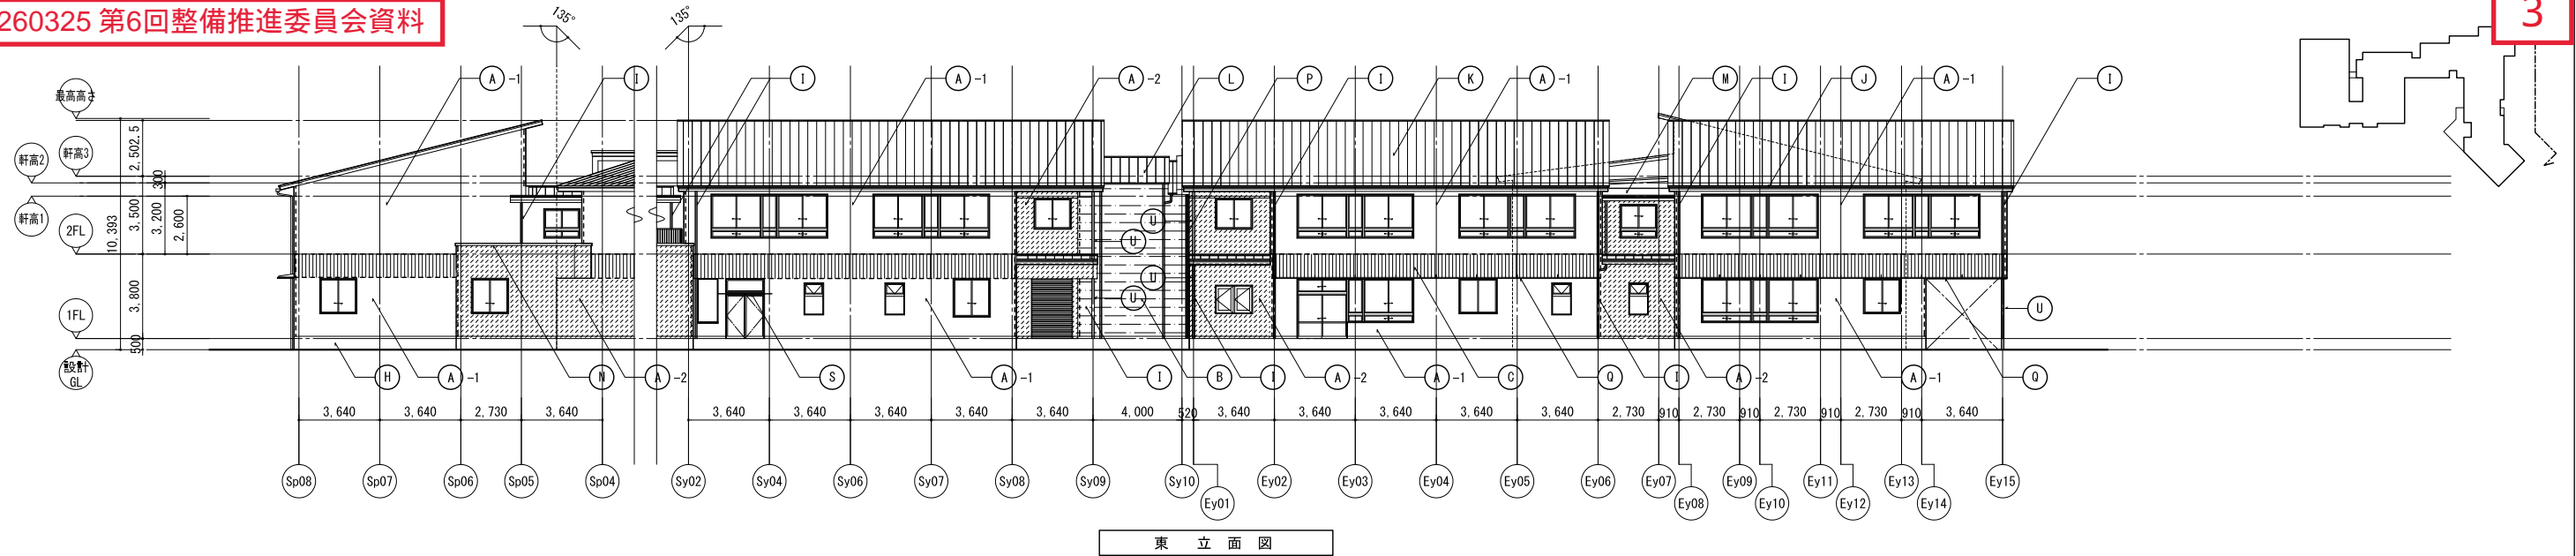 260325 第6回整備推進委員会資料
3
135°
135°
A -1
I
I
A -1
A -2
L
P
I
K
A -1
M
I
J
A -1
I
最高高さ
軒高3
軒高2
軒高1
2FL
1FL
設計
GL
10,393
2,502.5
300
3,500
3,200
2,600
3,800
500
U
U
U
U
U
H
A -1
N
A -2
S
A -1
I
B
I
A -2
A -1
C
Q
I
A -2
A -1
Q
3,640
3,640
2,730
3,640
3,640
3,640
3,640
3,640
3,640
4,000
520
3,640
3,640
3,640
3,640
3,640
2,730
910
2,730
910
2,730
910
2,730
910
3,640
Sp08
Sp07
Sp06
Sp05
Sp04
Sy02
Sy04
Sy06
Sy07
Sy08
Sy09
Sy10
Ey01
Ey02
Ey03
Ey04
Ey05
Ey06
Ey07
Ey08
Ey09
Ey10
Ey11
Ey12
Ey13
Ey14
Ey15
東 立 面 図